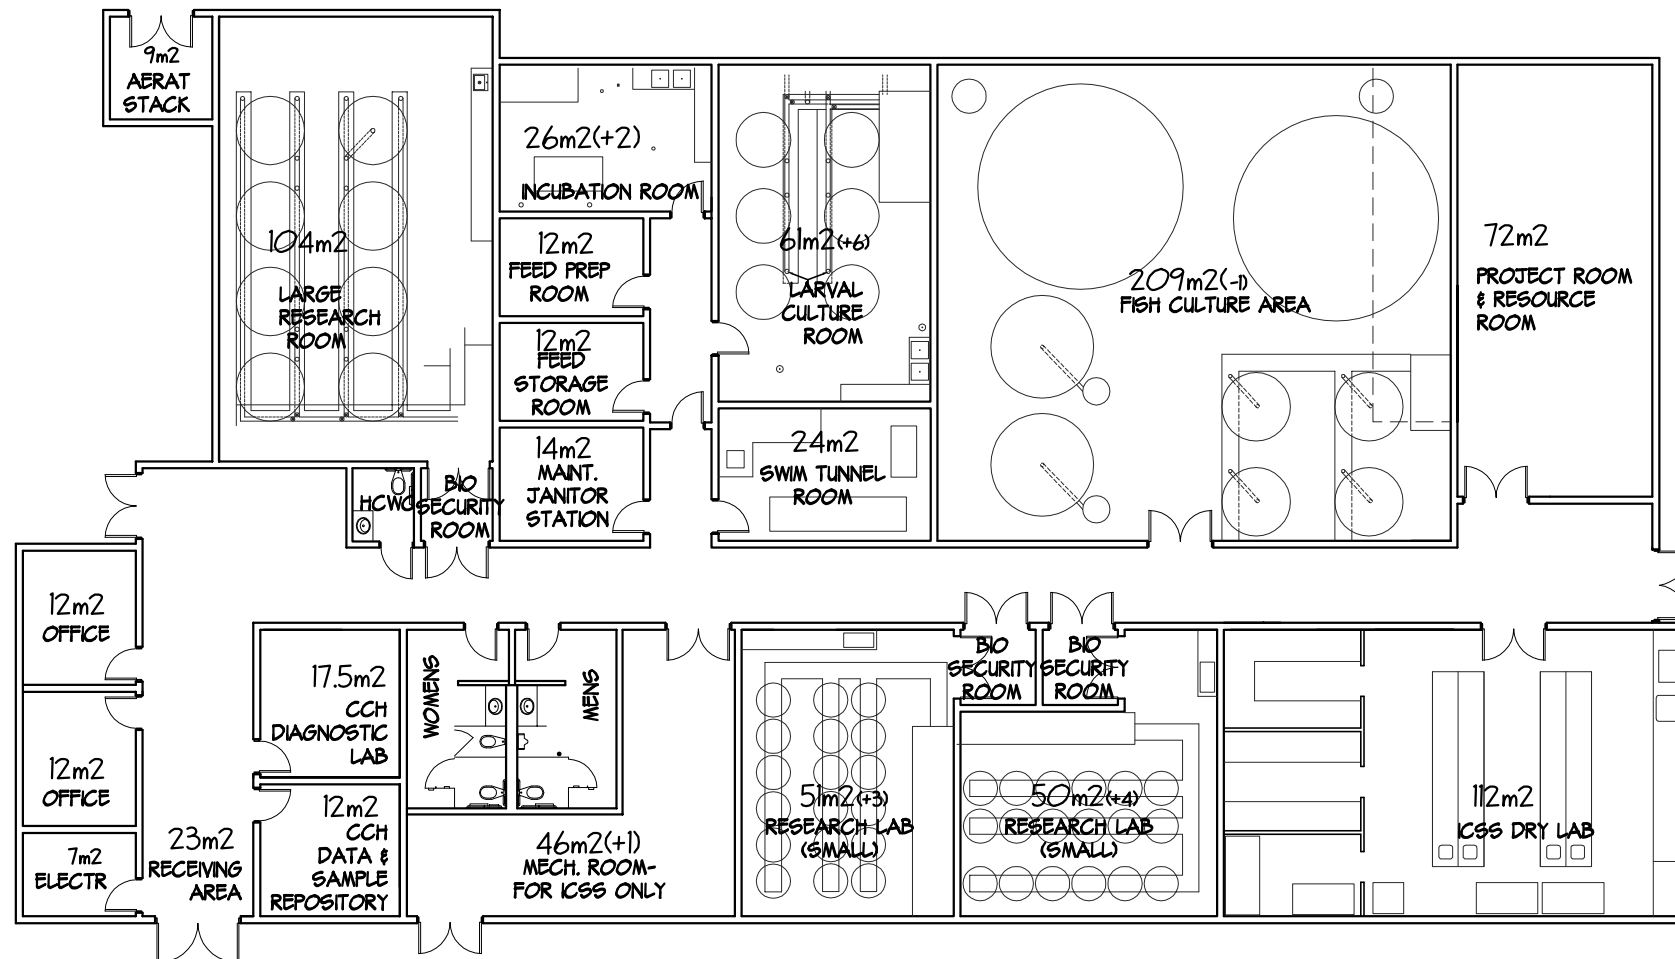 9m2
AERAT
STACK
104m2
LARGE
RESEARCH
ROOM
26m2(+2)
INCUBATION ROOM
12m2
FEED PREP
ROOM
12m2
FEED
STORAGE
ROOM
14m2
MAINT.
JANITOR
STATION
61m2(+6)
LARVAL
CULTURE
ROOM
24m2
SWIM TUNNEL
ROOM
209m2(-1)
FISH CULTURE AREA
72m2
PROJECT ROOM
& RESOURCE
ROOM
HCWC
BIO
SECURITY
ROOM
12m2
OFFICE
12m2
OFFICE
7m2
ELECTR
23m2
RECEIVING
AREA
17.5m2
CCH
DIAGNOSTIC
LAB
12m2
CCH
DATA &
SAMPLE
REPOSITORY
WOMENS
MENS
46m2(+1)
MECH. ROOM-
FOR ICSS ONLY
51m2(+3)
RESEARCH LAB
(SMALL)
BIO
SECURITY
ROOM
BIO
SECURITY
ROOM
50m2(+4)
RESEARCH LAB
(SMALL)
112m2
ICSS DRY LAB